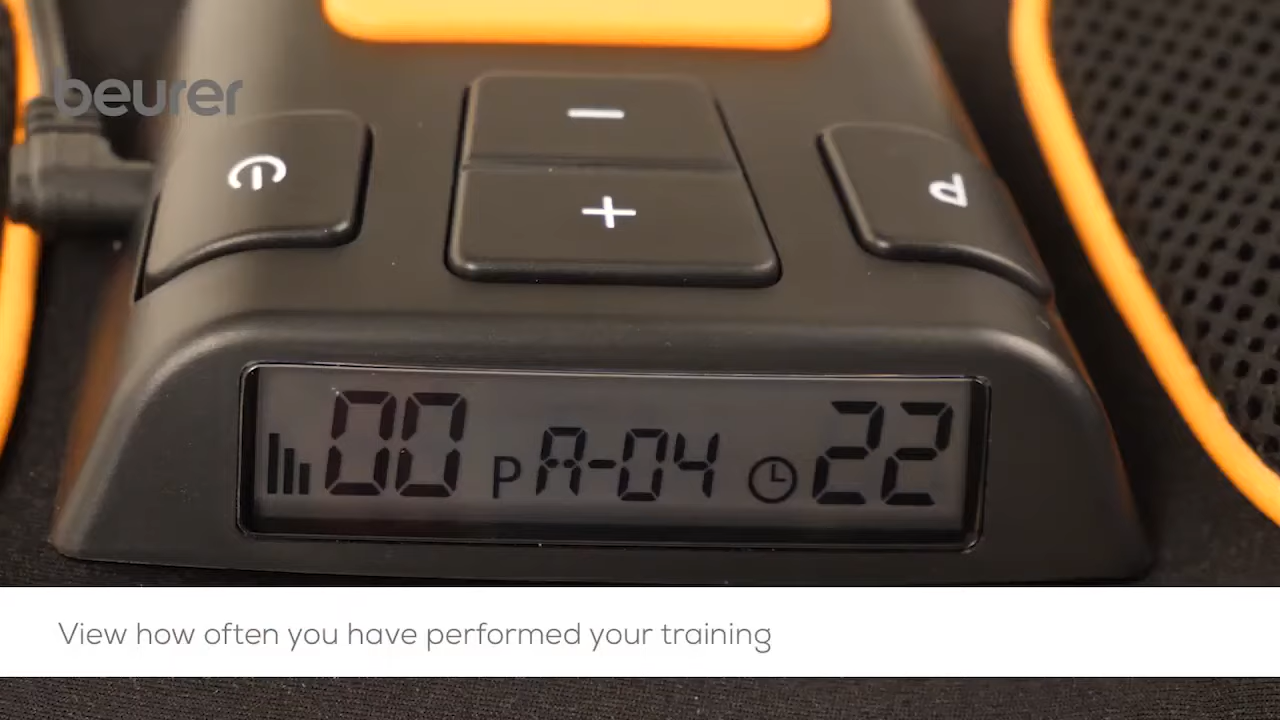 beurer
−
+
P
00 P A-04 22
View how often you have performed your training